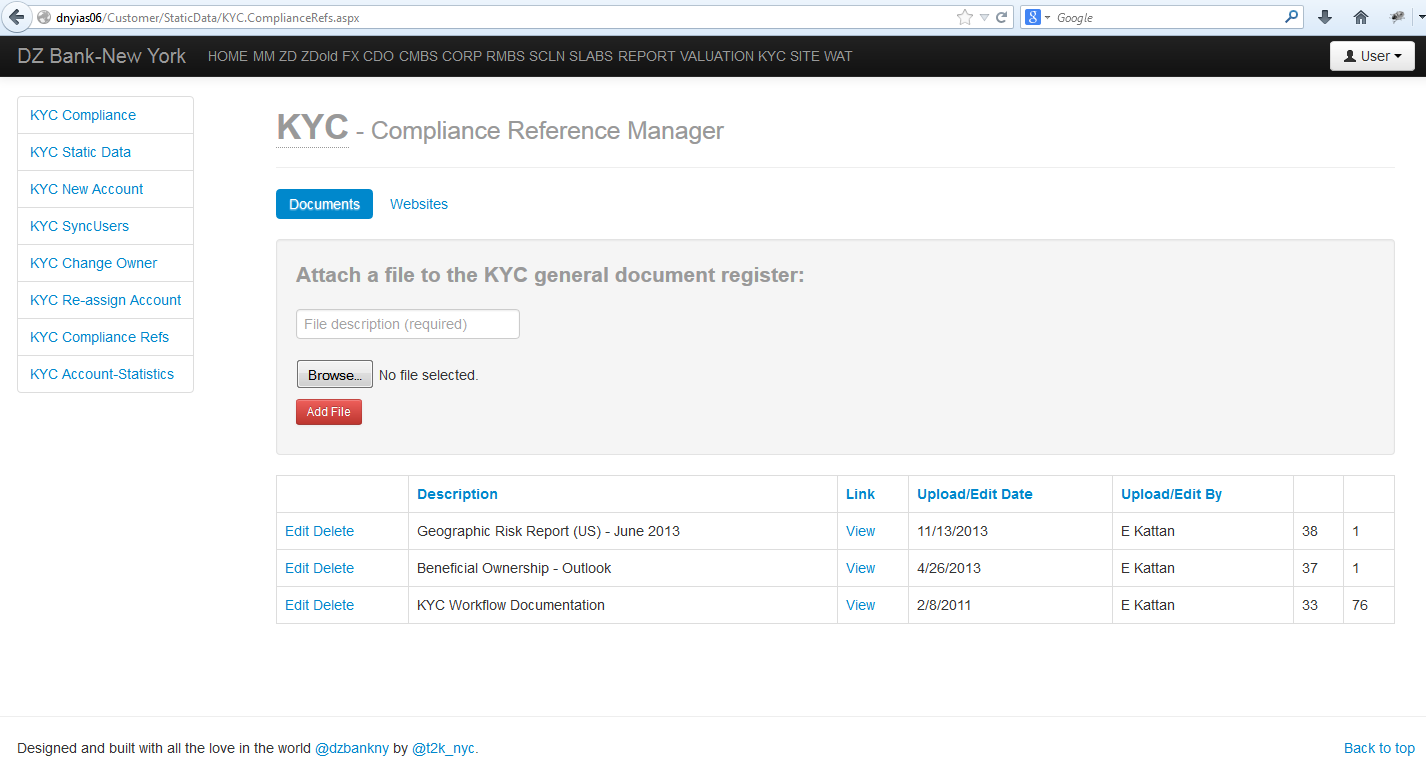 dnyias06/Customer/StaticData/KYC.ComplianceRefs.aspx
8 Google
DZ Bank-New York HOME MM ZD ZDold FX CDO CMBS CORP RMBS SCLN SLABS REPORT VALUATION KYC SITE WAT User
KYC Compliance
KYC Static Data
KYC New Account
KYC SyncUsers
KYC Change Owner
KYC Re-assign Account
KYC Compliance Refs
KYC Account-Statistics
KYC - Compliance Reference Manager
Documents Websites
Attach a file to the KYC general document register:
File description (required)
Browse... No file selected.
Add File
Description Link Upload/Edit Date Upload/Edit By
Edit Delete Geographic Risk Report (US) - June 2013 View 11/13/2013 E Kattan 38 1
Edit Delete Beneficial Ownership - Outlook View 4/26/2013 E Kattan 37 1
Edit Delete KYC Workflow Documentation View 2/8/2011 E Kattan 33 76
Designed and built with all the love in the world @dzbankny by @t2k_nyc. Back to top